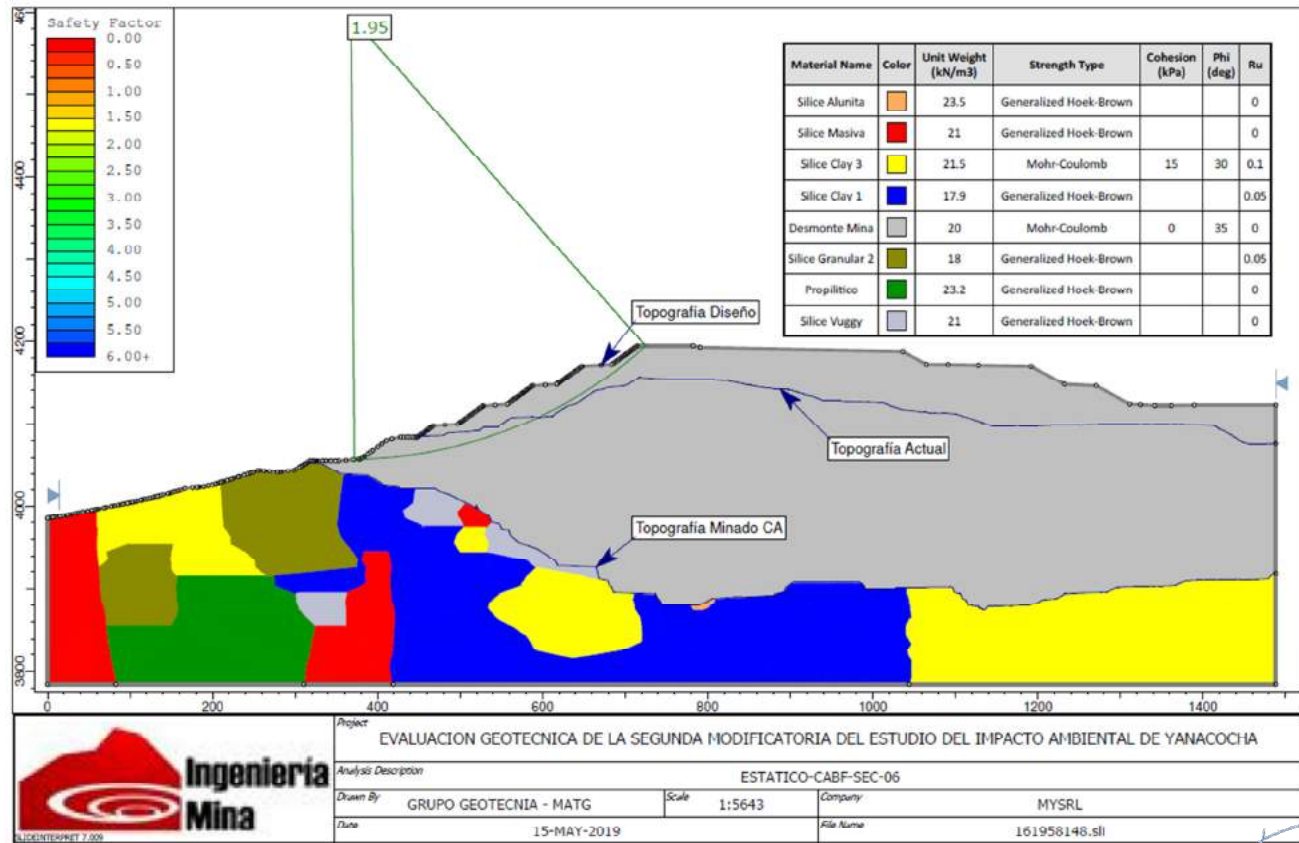 Safety Factor
0.00
0.50
1.00
1.50
2.00
2.50
3.00
3.50
4.00
4.50
5.00
5.50
6.00+
1.95
Material Name Color Unit Weight (kN/m3) Strength Type Cohesion (kPa) Phi (deg) Ru
Silice Alunita 23.5 Generalized Hoek-Brown 0
Silice Masiva 21 Generalized Hoek-Brown 0
Silice Clay 3 21.5 Mohr-Coulomb 15 30 0.1
Silice Clay 1 17.9 Generalized Hoek-Brown 0.05
Desmonte Mina 20 Mohr-Coulomb 0 35 0
Silice Granular 2 18 Generalized Hoek-Brown 0.05
Propilitico 23.2 Generalized Hoek-Brown 0
Silice Vuggy 21 Generalized Hoek-Brown 0
Topografía Diseño
Topografía Actual
Topografía Minado CA
4400
4200
4000
3800
0 200 400 600 800 1000 1200 1400
Ingeniería
Mina
SLIDEINTERPRET 7.009
Project
EVALUACION GEOTECNICA DE LA SEGUNDA MODIFICATORIA DEL ESTUDIO DEL IMPACTO AMBIENTAL DE YANACOCHA
Analysis Description
ESTATICO-CABF-SEC-06
Drawn By GRUPO GEOTECNIA - MATG Scale 1:5643 Company MYSRL
Date 15-MAY-2019 File Name 161958148.sli